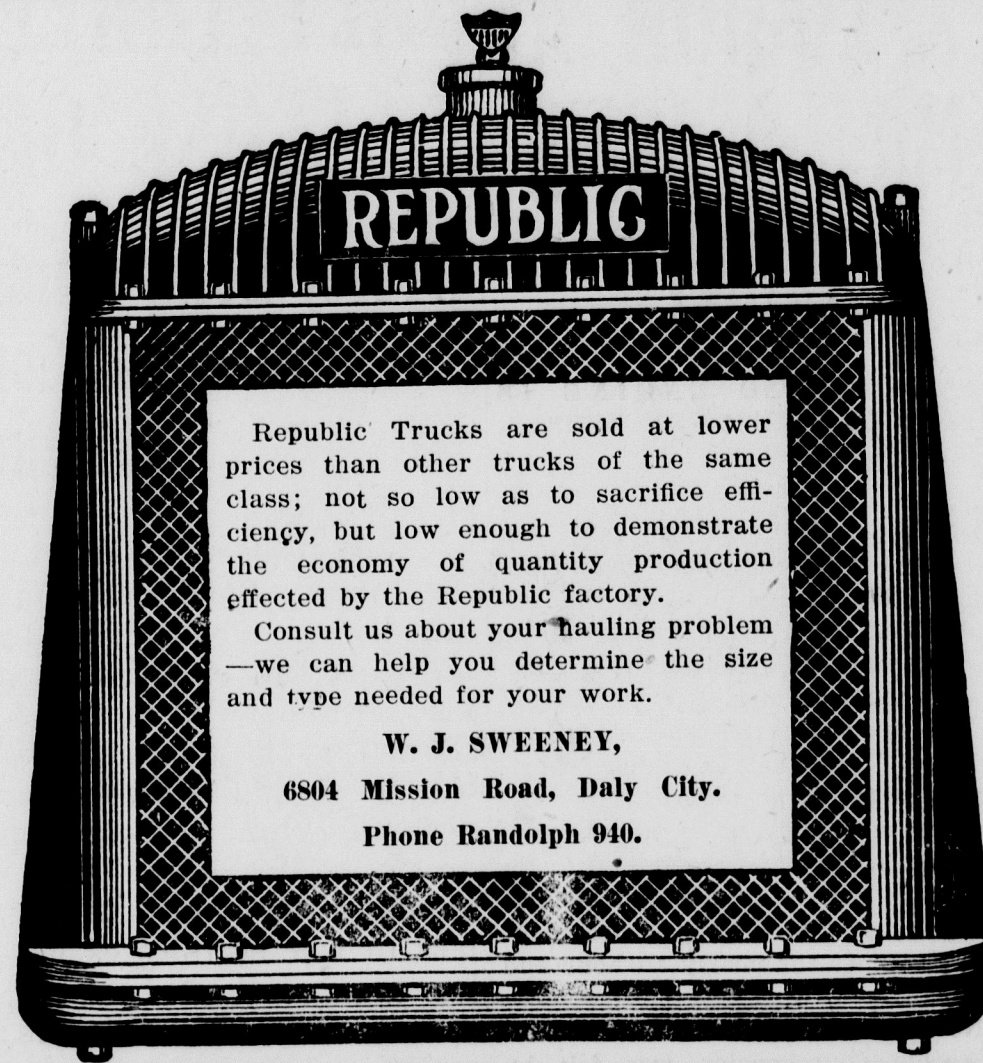 REPUBLIC
Republic Trucks are sold at lower
prices than other trucks of the same
class; not so low as to sacrifice effi-
ciency, but low enough to demonstrate
the economy of quantity production
effected by the Republic factory.
Consult us about your hauling problem
—we can help you determine the size
and type needed for your work.
W. J. SWEENEY,
6804 Mission Road, Daly City.
Phone Randolph 940.